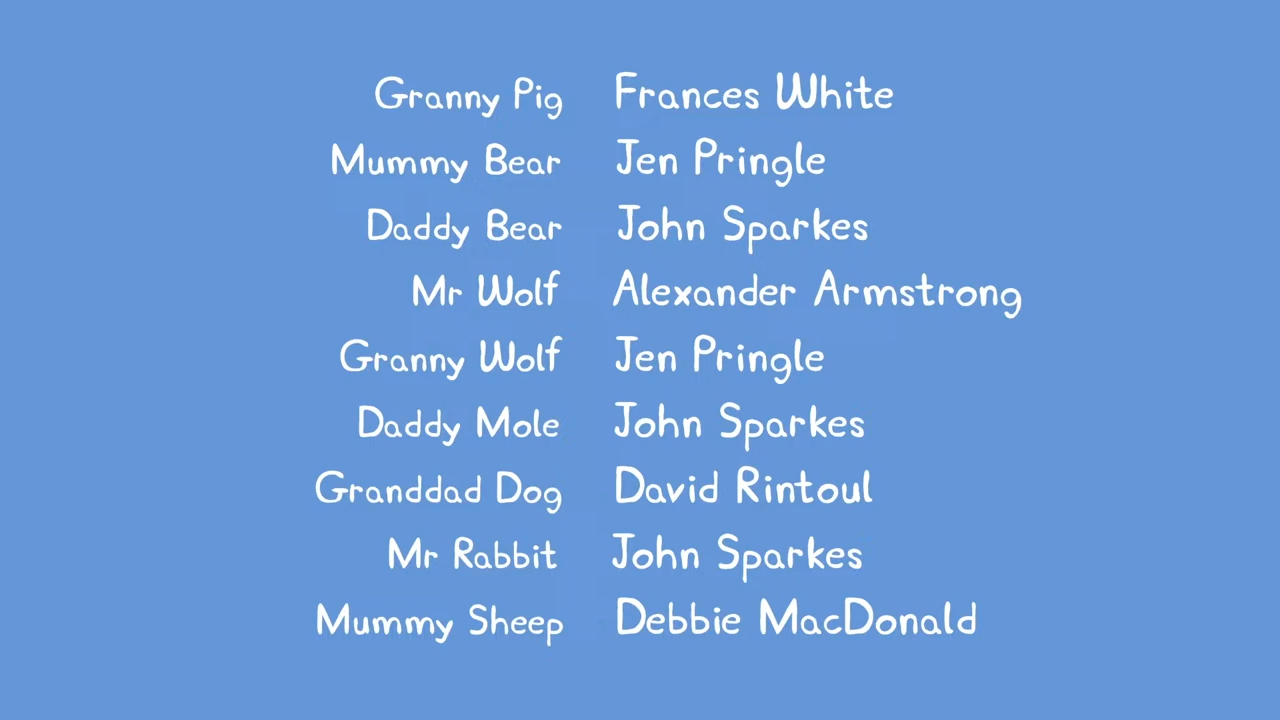 Granny Pig Frances White
Mummy Bear Jen Pringle
Daddy Bear John Sparkes
Mr Wolf Alexander Armstrong
Granny Wolf Jen Pringle
Daddy Mole John Sparkes
Granddad Dog David Rintoul
Mr Rabbit John Sparkes
Mummy Sheep Debbie MacDonald